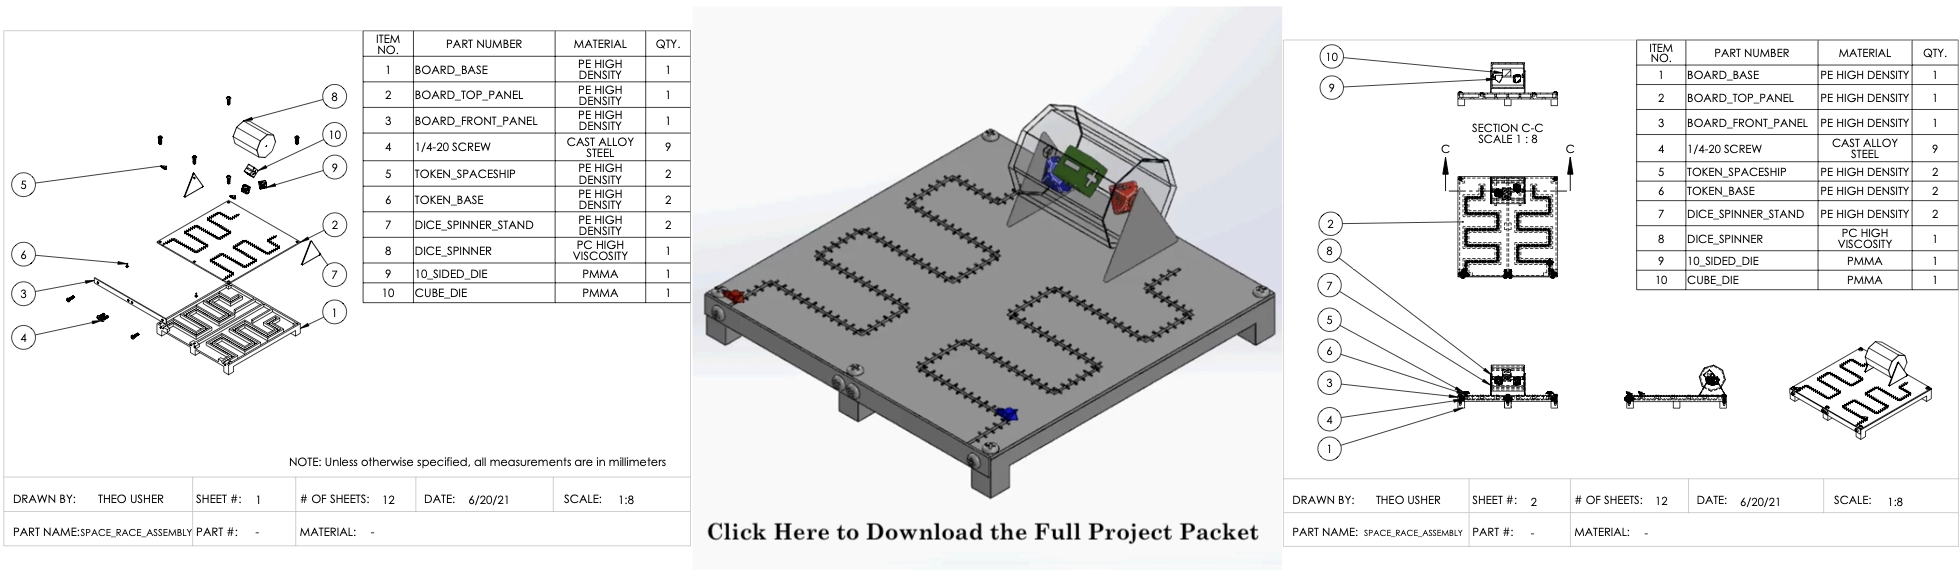 ITEM NO. PART NUMBER MATERIAL QTY.
1 BOARD_BASE PE HIGH DENSITY 1
2 BOARD_TOP_PANEL PE HIGH DENSITY 1
3 BOARD_FRONT_PANEL PE HIGH DENSITY 1
4 1/4-20 SCREW CAST ALLOY STEEL 9
5 TOKEN_SPACESHIP PE HIGH DENSITY 2
6 TOKEN_BASE PE HIGH DENSITY 2
7 DICE_SPINNER_STAND PE HIGH DENSITY 2
8 DICE_SPINNER PC HIGH VISCOSITY 1
9 10_SIDED_DIE PMMA 1
10 CUBE_DIE PMMA 1
8
10
9
5
2
6
7
3
1
4
NOTE: Unless otherwise specified, all measurements are in millimeters
DRAWN BY: THEO USHER SHEET #: 1 # OF SHEETS: 12 DATE: 6/20/21 SCALE: 1:8
PART NAME: SPACE_RACE_ASSEMBLY PART #: - MATERIAL: -
Click Here to Download the Full Project Packet
10
9
SECTION C-C
SCALE 1 : 8
C C
2
8
7
5
6
3
4
1
ITEM NO. PART NUMBER MATERIAL QTY.
1 BOARD_BASE PE HIGH DENSITY 1
2 BOARD_TOP_PANEL PE HIGH DENSITY 1
3 BOARD_FRONT_PANEL PE HIGH DENSITY 1
4 1/4-20 SCREW CAST ALLOY STEEL 9
5 TOKEN_SPACESHIP PE HIGH DENSITY 2
6 TOKEN_BASE PE HIGH DENSITY 2
7 DICE_SPINNER_STAND PE HIGH DENSITY 2
8 DICE_SPINNER PC HIGH VISCOSITY 1
9 10_SIDED_DIE PMMA 1
10 CUBE_DIE PMMA 1
DRAWN BY: THEO USHER SHEET #: 2 # OF SHEETS: 12 DATE: 6/20/21 SCALE: 1:8
PART NAME: SPACE_RACE_ASSEMBLY PART #: - MATERIAL: -